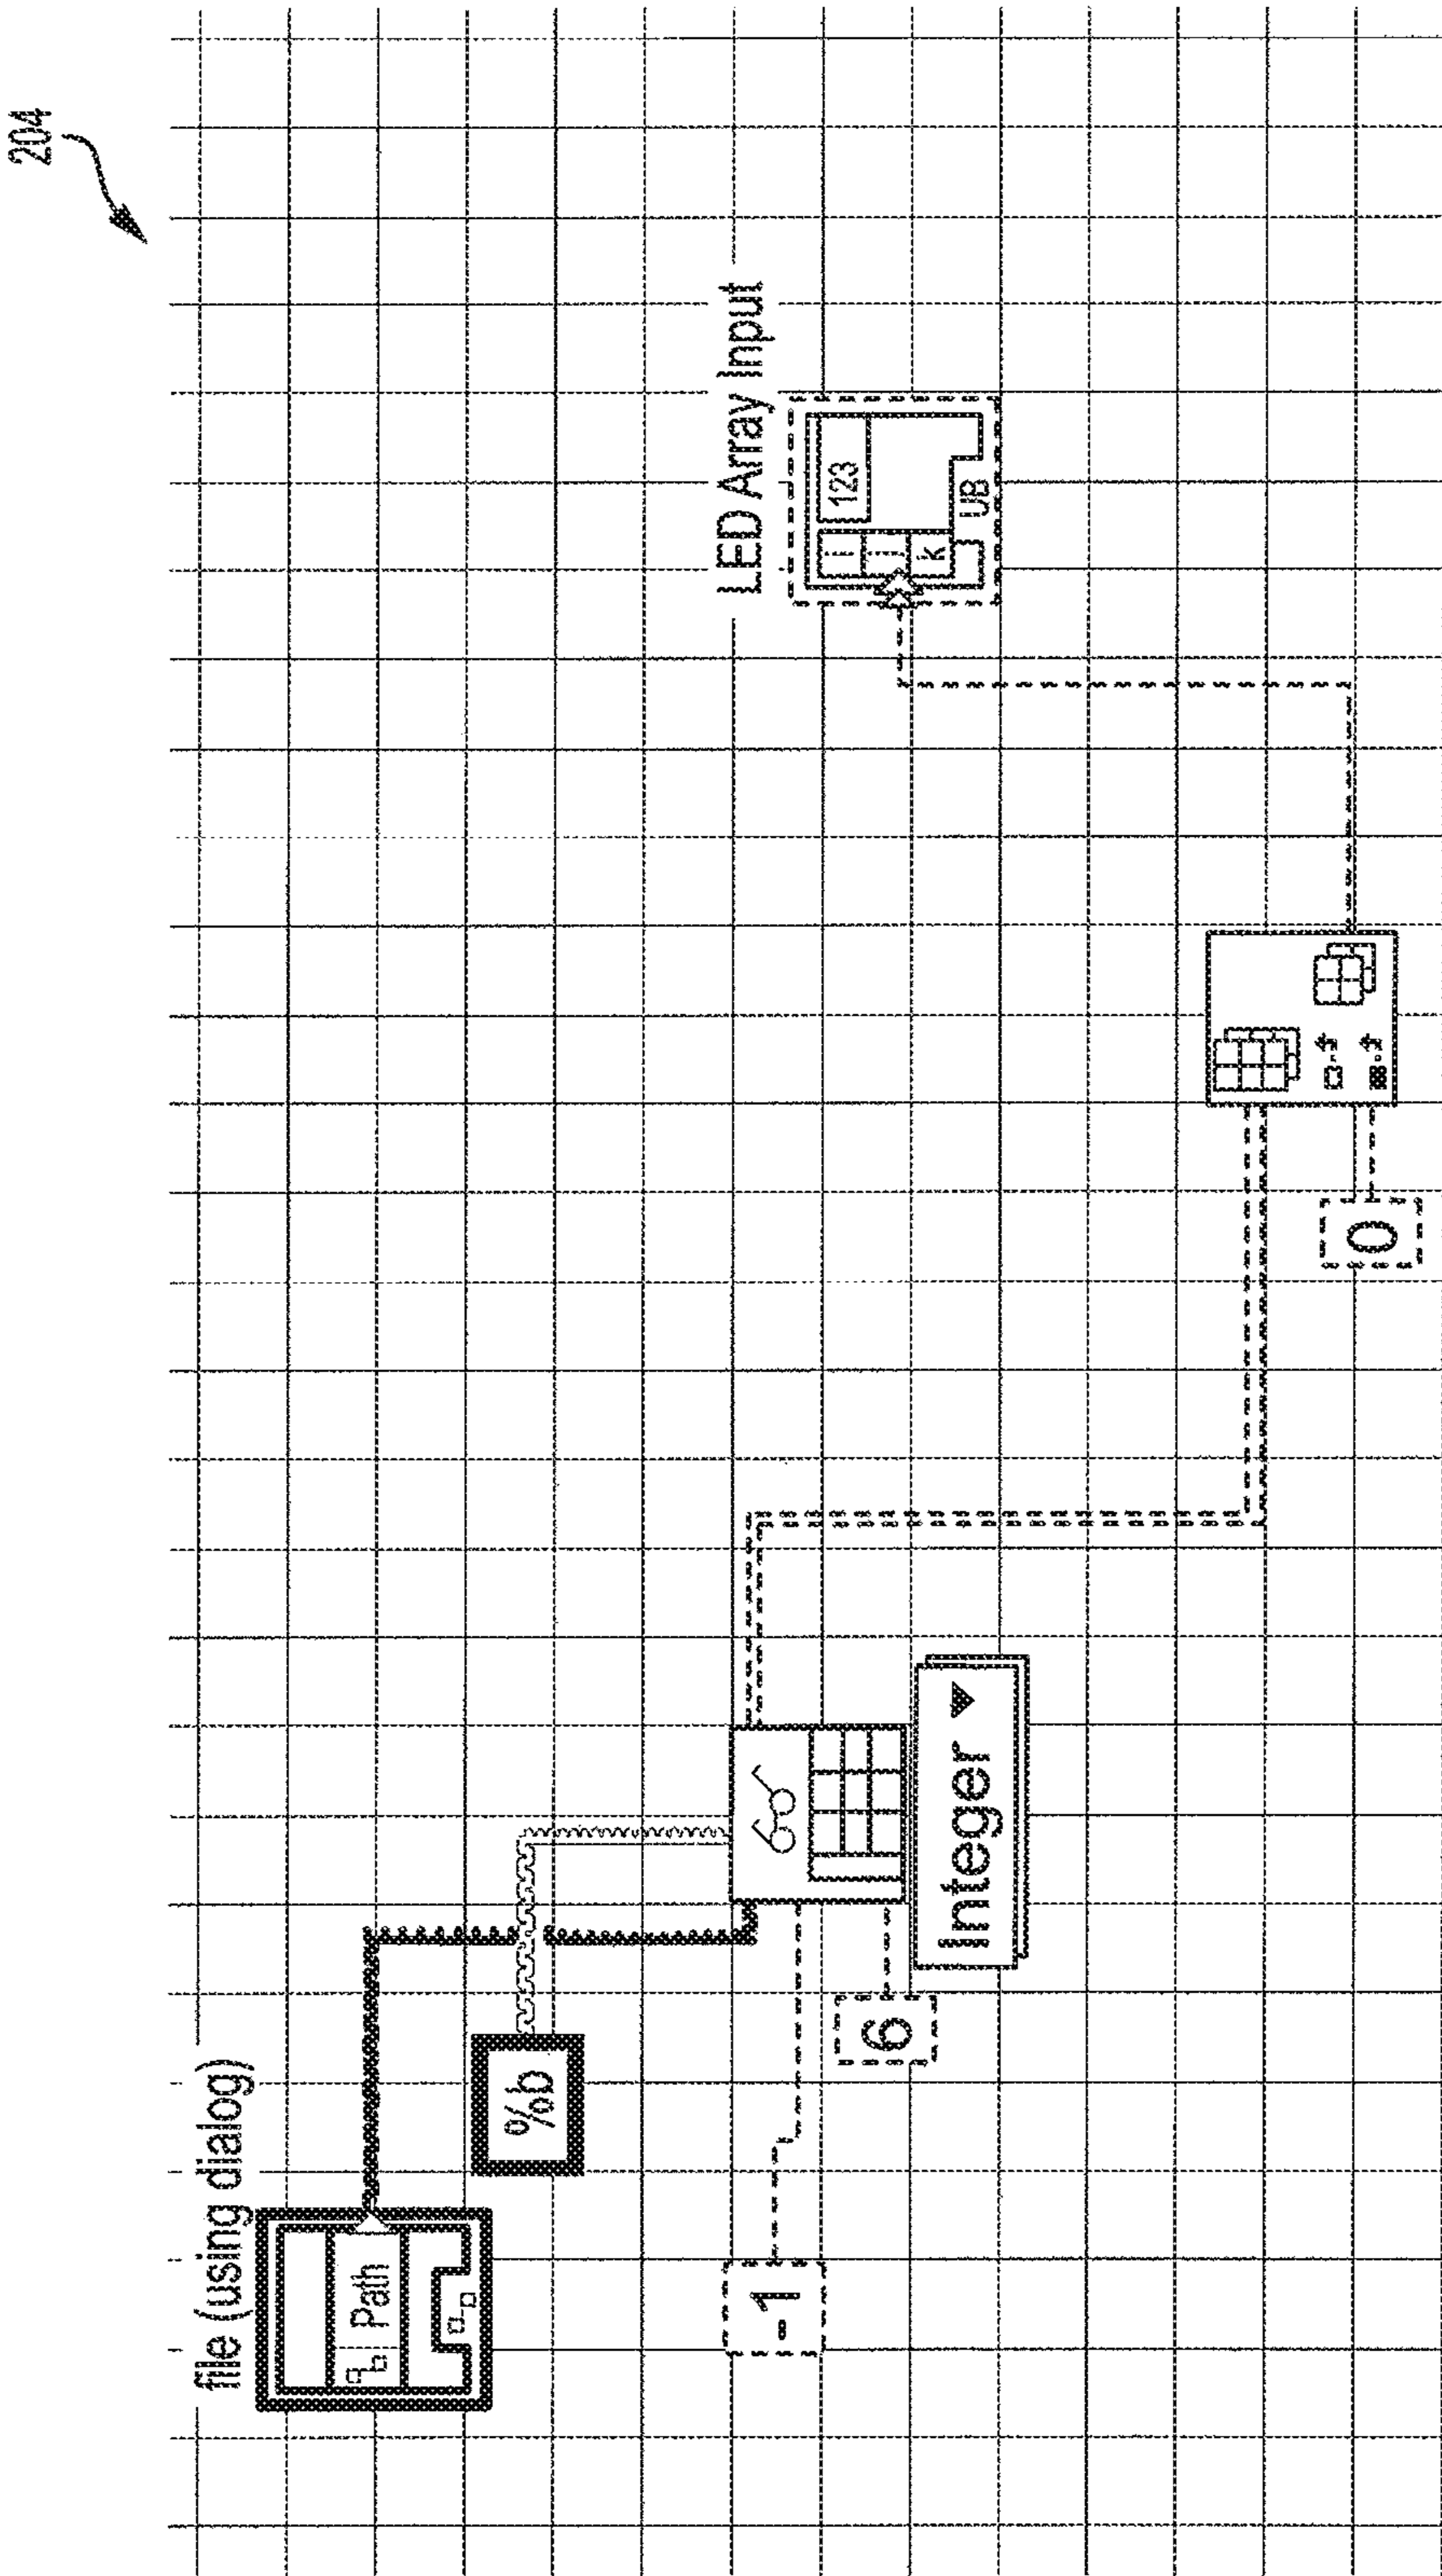 204
file (using dialog)
Path
%b
-1
6
Integer
0
LED Array Input
i
j
k
123
UB